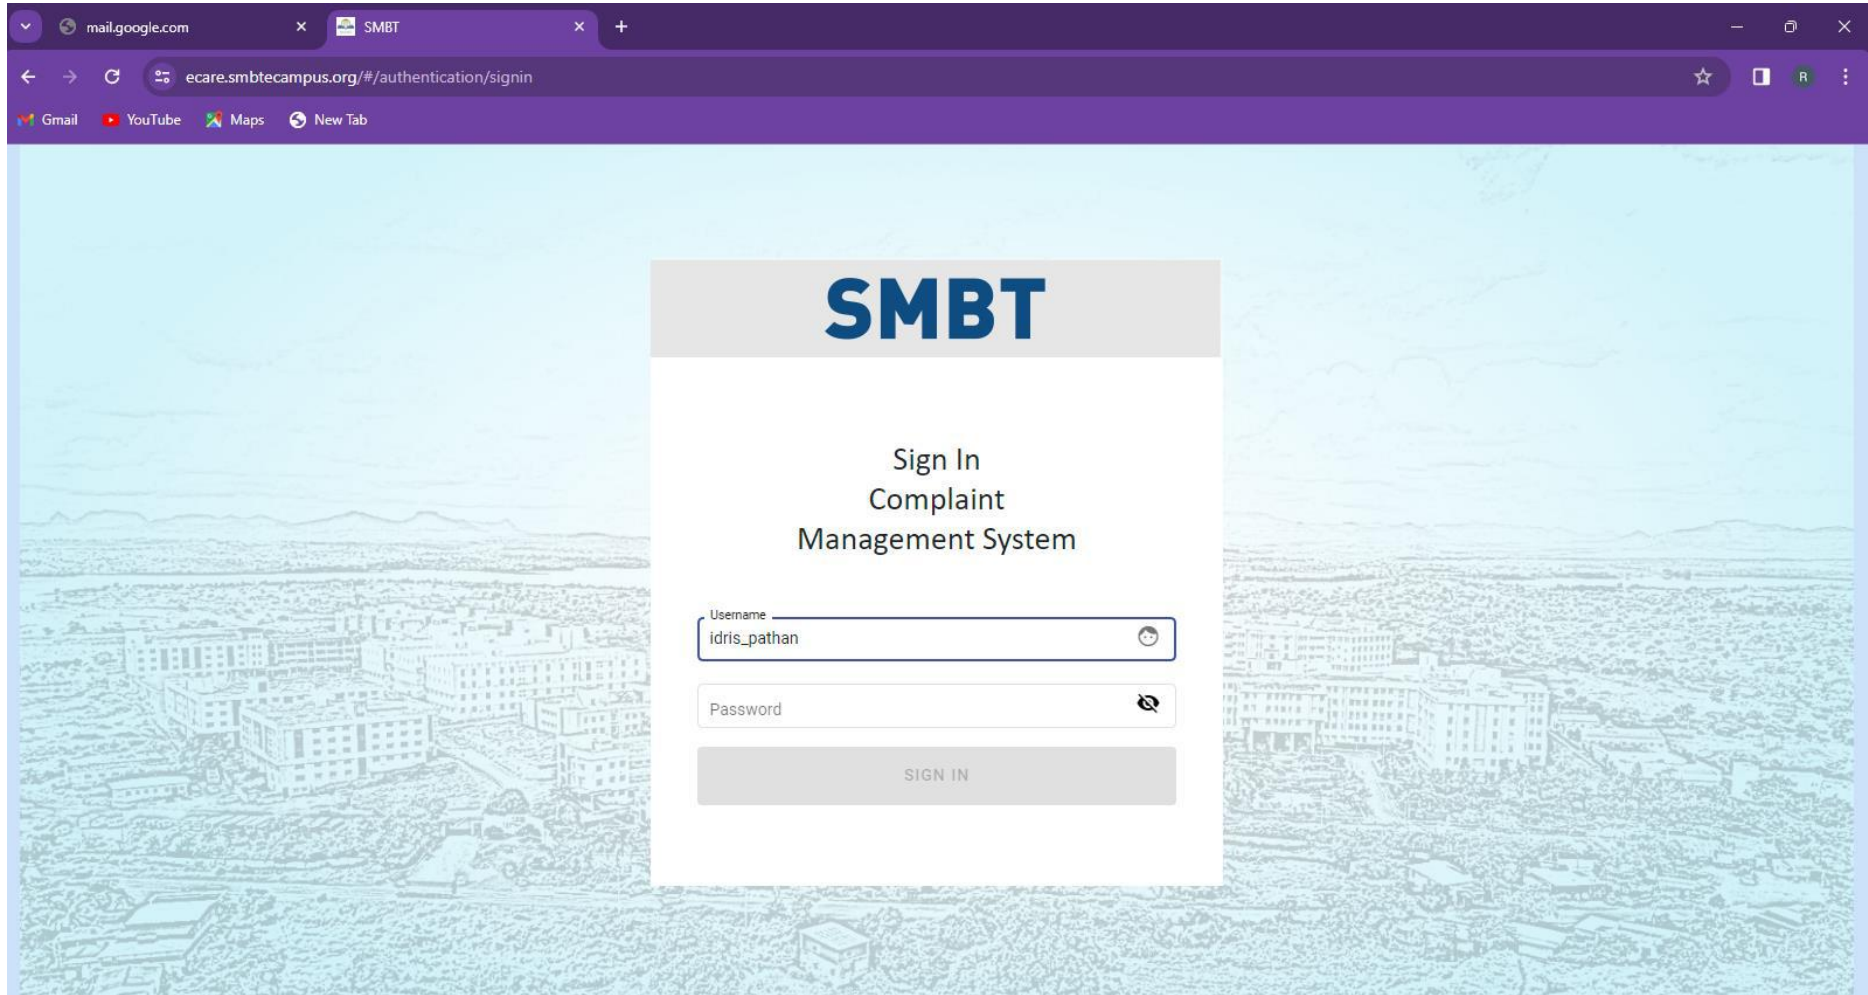 mail.google.com
SMBT
ecare.smbtecampus.org/#/authentication/signin
R
Gmail
YouTube
Maps
New Tab
SMBT
Sign In
Complaint
Management System
Username
idris_pathan
Password
SIGN IN